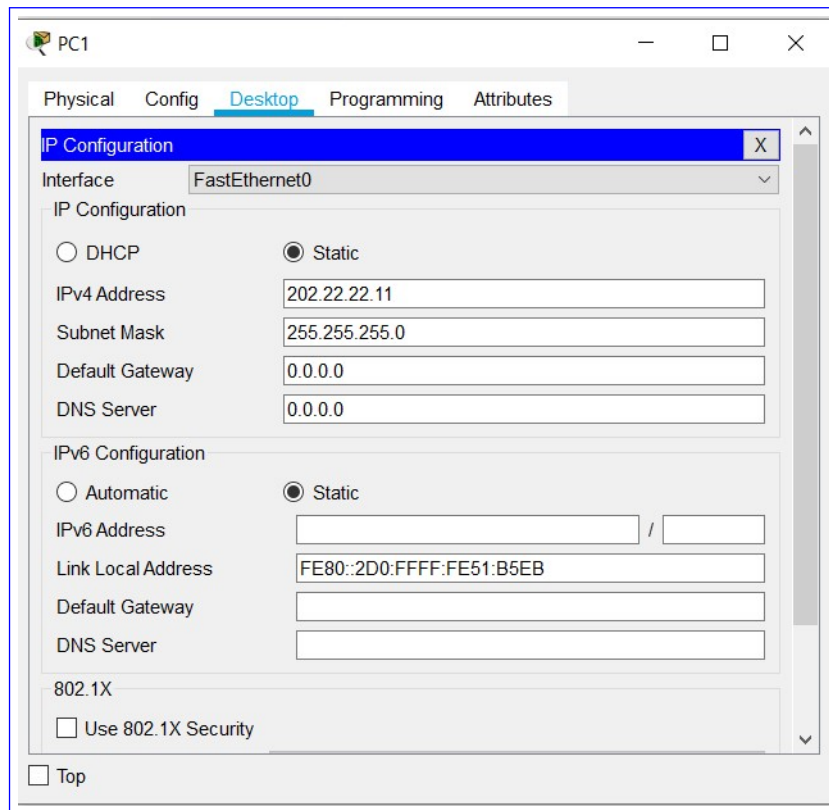 PC1
Physical Config Desktop Programming Attributes
IP Configuration X
Interface FastEthernet0
IP Configuration
DHCP Static
IPv4 Address 202.22.22.11
Subnet Mask 255.255.255.0
Default Gateway 0.0.0.0
DNS Server 0.0.0.0
IPv6 Configuration
Automatic Static
IPv6 Address /
Link Local Address FE80::2D0:FFFF:FE51:B5EB
Default Gateway
DNS Server
802.1X
Use 802.1X Security
Top